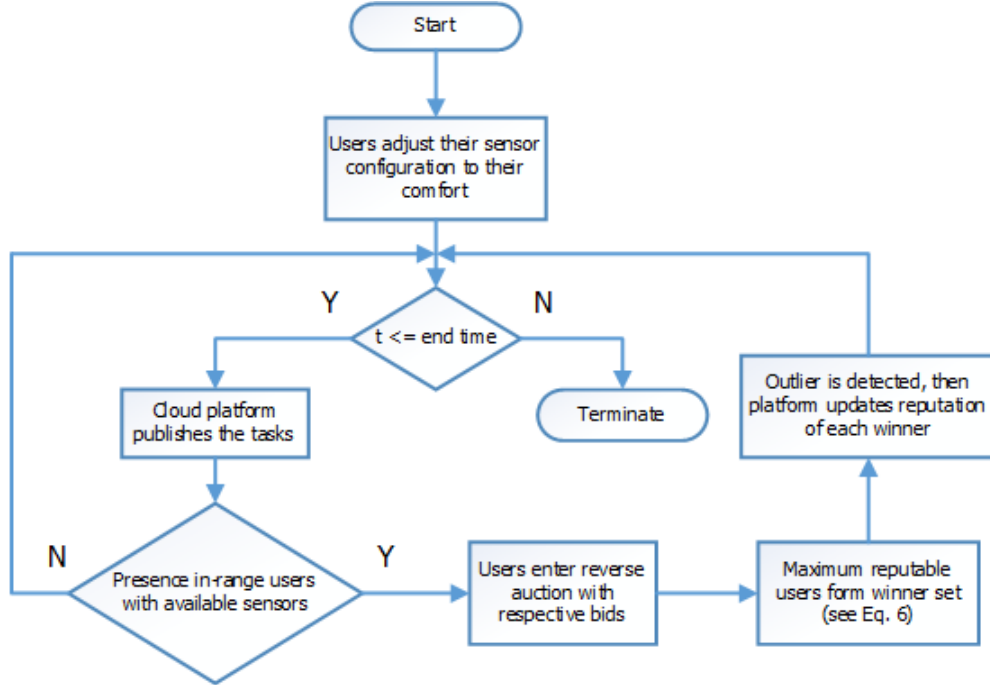 Start
Users adjust their sensor
configuration to their
comfort
Y
N
t <= end time
Cloud platform
publishes the tasks
Terminate
Outlier is detected, then
platform updates reputation
of each winner
N
Y
Presence in-range users
with available sensors
Users enter reverse
auction with
respective bids
Maximum reputable
users form winner set
(see Eq. 6)